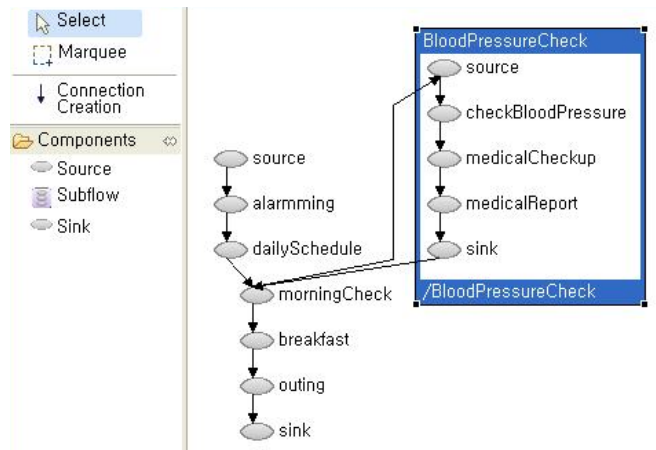 Select
Marquee
Connection
Creation
Components
Source
Subflow
Sink
source
alarmming
dailySchedule
morningCheck
breakfast
outing
sink
BloodPressureCheck
source
checkBloodPressure
medicalCheckup
medicalReport
sink
/BloodPressureCheck